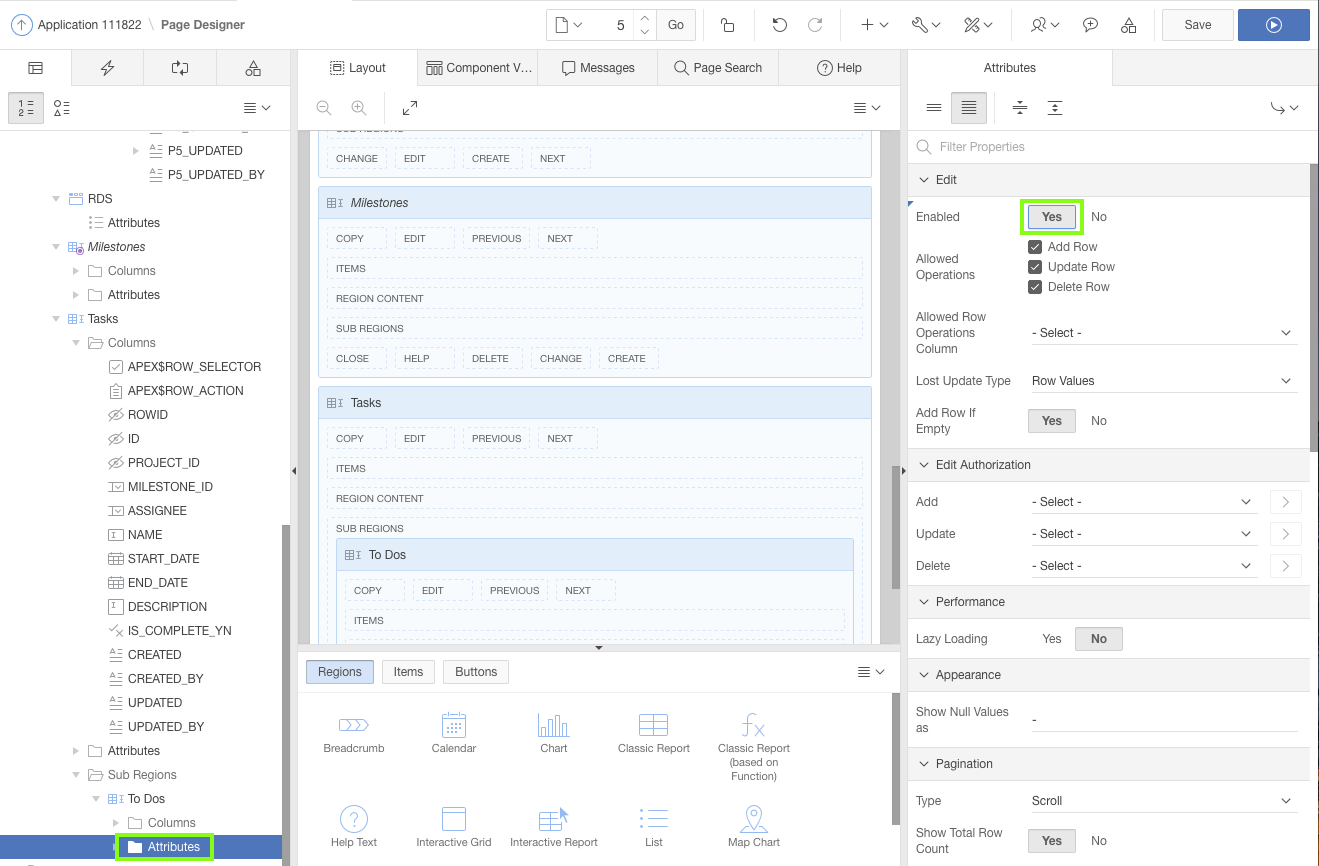 Application 111822 \ Page Designer
5
Go
Save
Layout
Component V...
Messages
Page Search
Help
Attributes
P5_UPDATED
P5_UPDATED_BY
RDS
Attributes
Milestones
Columns
Attributes
Tasks
Columns
APEX$ROW_SELECTOR
APEX$ROW_ACTION
ROWID
ID
PROJECT_ID
MILESTONE_ID
ASSIGNEE
NAME
START_DATE
END_DATE
DESCRIPTION
IS_COMPLETE_YN
CREATED
CREATED_BY
UPDATED
UPDATED_BY
Attributes
Sub Regions
To Dos
Columns
Attributes
SUB REGIONS
CHANGE EDIT CREATE NEXT
Milestones
COPY EDIT PREVIOUS NEXT
ITEMS
REGION CONTENT
SUB REGIONS
CLOSE HELP DELETE CHANGE CREATE
Tasks
COPY EDIT PREVIOUS NEXT
ITEMS
REGION CONTENT
SUB REGIONS
To Dos
COPY EDIT PREVIOUS NEXT
ITEMS
Regions Items Buttons
Breadcrumb
Calendar
Chart
Classic Report
Classic Report
(based on
Function)
Help Text
Interactive Grid
Interactive Report
List
Map Chart
Filter Properties
Edit
Enabled Yes No
Allowed
Operations
Add Row
Update Row
Delete Row
Allowed Row
Operations
Column
- Select -
Lost Update Type Row Values
Add Row If
Empty
Yes No
Edit Authorization
Add - Select -
Update - Select -
Delete - Select -
Performance
Lazy Loading Yes No
Appearance
Show Null Values
as
-
Pagination
Type Scroll
Show Total Row
Count
Yes No